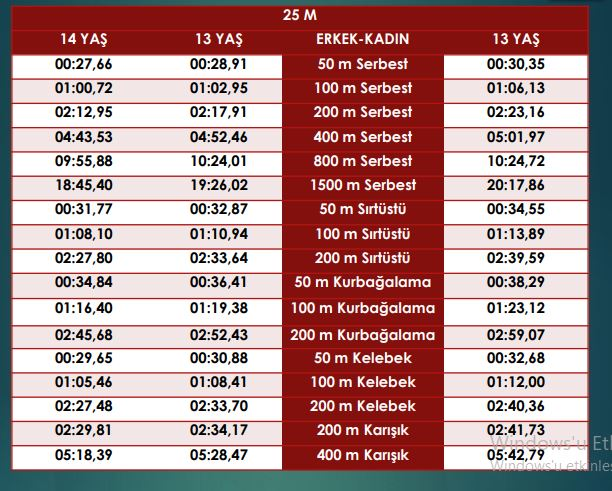 25 M
14 YAŞ 13 YAŞ ERKEK-KADIN 13 YAŞ
00:27,66 00:28,91 50 m Serbest 00:30,35
01:00,72 01:02,95 100 m Serbest 01:06,13
02:12,95 02:17,91 200 m Serbest 02:23,16
04:43,53 04:52,46 400 m Serbest 05:01,97
09:55,88 10:24,01 800 m Serbest 10:24,72
18:45,40 19:26,02 1500 m Serbest 20:17,86
00:31,77 00:32,87 50 m Sırtüstü 00:34,55
01:08,10 01:10,94 100 m Sırtüstü 01:13,89
02:27,80 02:33,64 200 m Sırtüstü 02:39,59
00:34,84 00:36,41 50 m Kurbağalama 00:38,29
01:16,40 01:19,38 100 m Kurbağalama 01:23,12
02:45,68 02:52,43 200 m Kurbağalama 02:59,07
00:29,65 00:30,88 50 m Kelebek 00:32,68
01:05,46 01:08,41 100 m Kelebek 01:12,00
02:27,48 02:33,70 200 m Kelebek 02:40,36
02:29,81 02:34,17 200 m Karışık 02:41,73
05:18,39 05:28,47 400 m Karışık 05:42,79
Windows'u Etk
Windows'u etkinleş